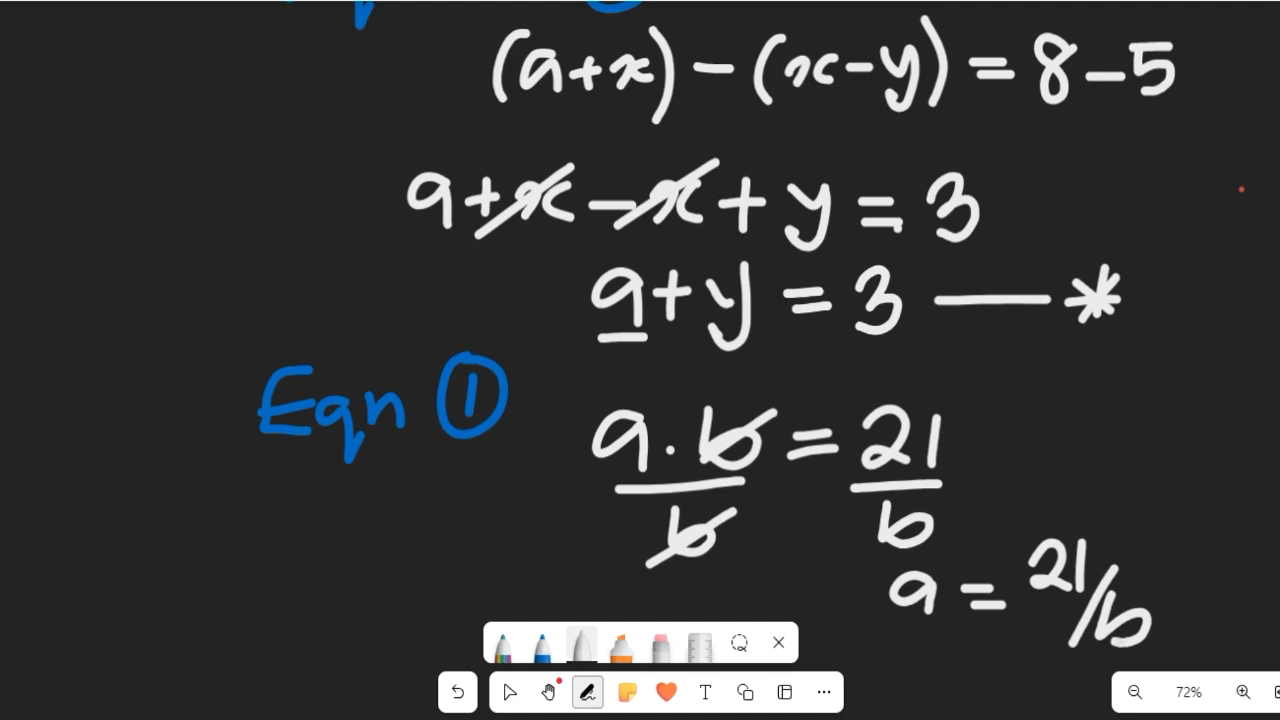 (a+x) - (x-y) = 8-5
a+x - x + y = 3
a + y = 3 — *
Eqn ①
a . b = 21
b b
a = 21/b
T
72%